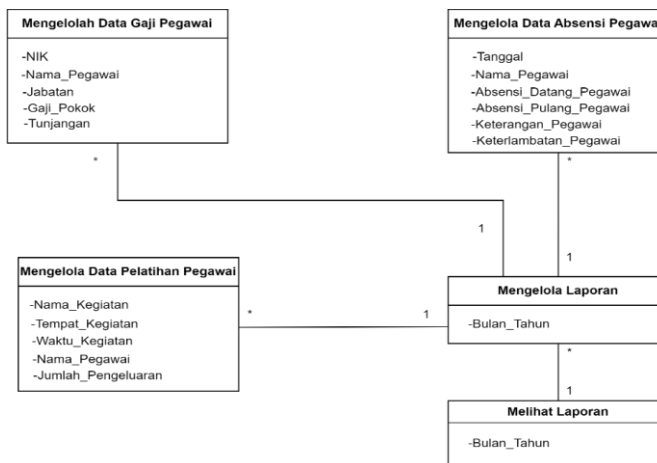 Mengelolah Data Gaji Pegawai
-NIK
-Nama_Pegawai
-Jabatan
-Gaji_Pokok
-Tunjangan
*
1
Mengelola Data Absensi Pegawa
-Tanggal
-Nama_Pegawai
-Absensi_Datang_Pegawai
-Absensi_Pulang_Pegawai
-Keterangan_Pegawai
-Keterlambatan_Pegawai
*
1
Mengelola Data Pelatihan Pegawai
-Nama_Kegiatan
-Tempat_Kegiatan
-Waktu_Kegiatan
-Nama_Pegawai
-Jumlah_Pengeluaran
*
1
Mengelola Laporan
-Bulan_Tahun
*
1
Melihat Laporan
-Bulan_Tahun